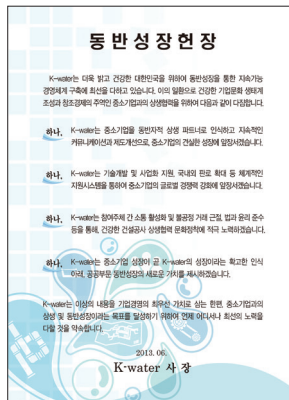 동반성장헌장
K-water는 더욱 밝고 건강한 대한민국을 위하여 동반성장을 통한 지속가능
경영체계 구축에 최선을 다하고 있습니다. 이의 일환으로 건강한 기업문화 생태계
조성과 창조경제의 주역인 중소기업과의 상생협력을 위하여 다음과 같이 다짐합니다.
하나, K-water는 중소기업을 동반자적 상생 파트너로 인식하고 지속적인
커뮤니케이션과 제도개선으로, 중소기업의 건실한 성장에 앞장서겠습니다.
하나, K-water는 기술개발 및 사업화 지원, 국내외 판로 확대 등 체계적인
지원시스템을 통하여 중소기업의 글로벌 경쟁력 강화에 앞장서겠습니다.
하나, K-water는 참여주체 간 소통 활성화 및 불공정 거래 근절, 법과 윤리 준수
등을 통해, 건강한 건설공사 상생협력 문화정착에 적극 노력하겠습니다.
하나, K-water는 중소기업 성장이 곧 K-water의 성장이라는 확고한 인식
아래, 공공부문 동반성장의 새로운 가치를 제시하겠습니다.
K-water는 이상의 내용을 기업경영의 최우선 가치로 삼는 한편, 중소기업과의
상생 및 동반성장이라는 목표를 달성하기 위하여 언제 어디서나 최선의 노력을
다할 것을 약속합니다.
2013. 06.
K-water 사 장